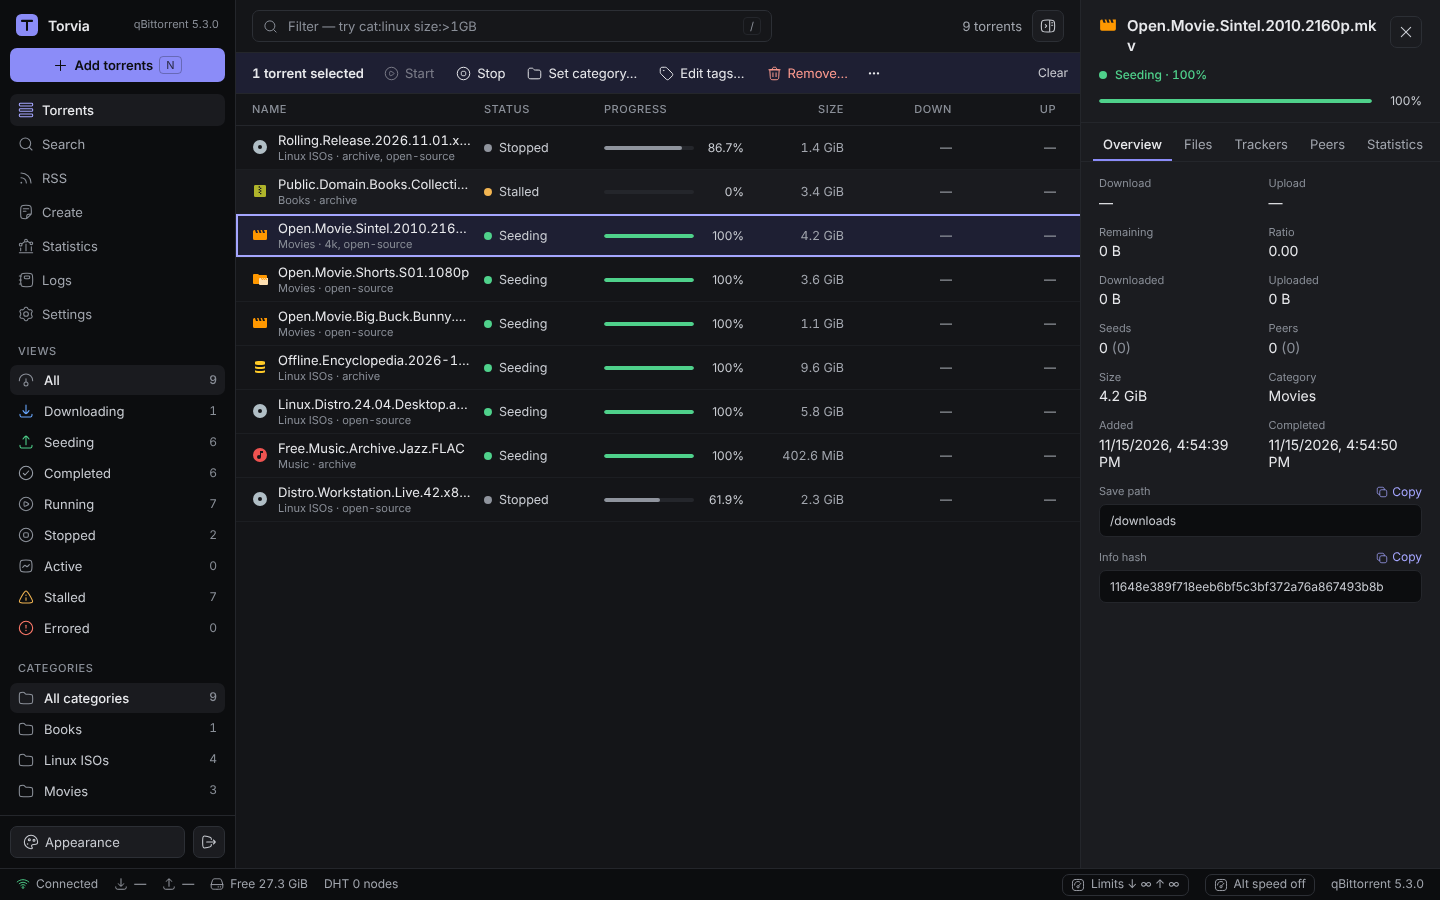 Torvia
qBittorrent 5.3.0
Add torrents N
Torrents
Search
RSS
Create
Statistics
Logs
Settings
VIEWS
All 9
Downloading 1
Seeding 6
Completed 6
Running 7
Stopped 2
Active 0
Stalled 7
Errored 0
CATEGORIES
All categories 9
Books 1
Linux ISOs 4
Movies 3
Appearance
Filter — try cat:linux size:>1GB /
9 torrents
1 torrent selected Start Stop Set category... Edit tags... Remove... Clear
NAME STATUS PROGRESS SIZE DOWN UP
Rolling.Release.2026.11.01.x... Stopped 86.7% 1.4 GiB — —
Linux ISOs · archive, open-source
Public.Domain.Books.Collecti... Stalled 0% 3.4 GiB — —
Books · archive
Open.Movie.Sintel.2010.216... Seeding 100% 4.2 GiB — —
Movies · 4k, open-source
Open.Movie.Shorts.S01.1080p Seeding 100% 3.6 GiB — —
Movies · open-source
Open.Movie.Big.Buck.Bunny.... Seeding 100% 1.1 GiB — —
Movies · open-source
Offline.Encyclopedia.2026-1... Seeding 100% 9.6 GiB — —
Linux ISOs · archive
Linux.Distro.24.04.Desktop.a... Seeding 100% 5.8 GiB — —
Linux ISOs · open-source
Free.Music.Archive.Jazz.FLAC Seeding 100% 402.6 MiB — —
Music · archive
Distro.Workstation.Live.42.x8... Stopped 61.9% 2.3 GiB — —
Linux ISOs · open-source
Open.Movie.Sintel.2010.2160p.mk
v
Seeding · 100%
100%
Overview Files Trackers Peers Statistics
Download Upload
— —
Remaining Ratio
0 B 0.00
Downloaded Uploaded
0 B 0 B
Seeds Peers
0 (0) 0 (0)
Size Category
4.2 GiB Movies
Added Completed
11/15/2026, 4:54:39 11/15/2026, 4:54:50
PM PM
Save path Copy
/downloads
Info hash Copy
11648e389f718eeb6bf5c3bf372a76a867493b8b
Connected — — Free 27.3 GiB DHT 0 nodes
Limits ↓ ∞ ↑ ∞ Alt speed off qBittorrent 5.3.0